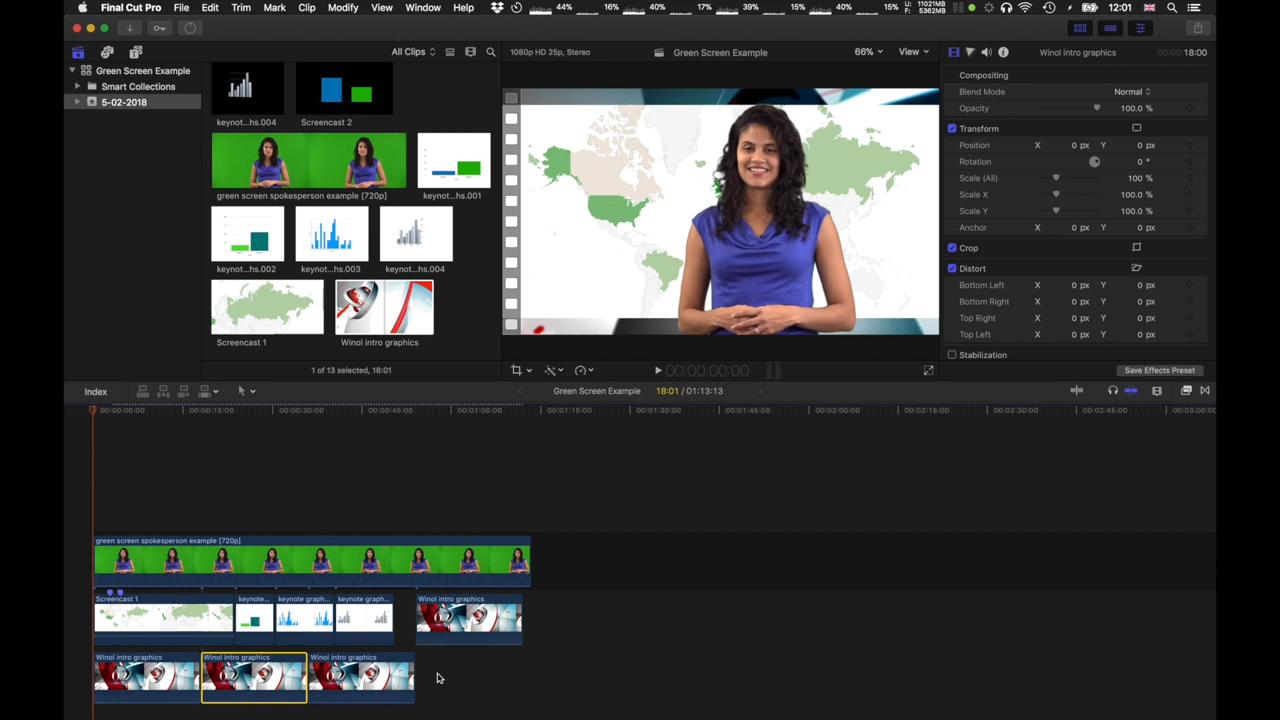 Final Cut Pro File Edit Trim Mark Clip Modify View Window Help 44% 16% 40% 17% 39% 15% 40% 15% U: 11021MB 5362MB 12:01
All Clips 1080p HD 25p, Stereo Green Screen Example 66% View Winol intro graphics 00:00 18:00
Green Screen Example
Smart Collections
5-02-2018
keynot...hs.004 Screencast 2
green screen spokesperson example [720p] keynot...hs.001
keynot...hs.002 keynot...hs.003 keynot...hs.004
Screencast 1 Winol intro graphics
1 of 13 selected, 18:01
00:00:00:00
Compositing
Blend Mode Normal
Opacity 100.0 %
Transform
Position X 0 px Y 0 px
Rotation 0 °
Scale (All) 100 %
Scale X 100.0 %
Scale Y 100.0 %
Anchor X 0 px Y 0 px
Crop
Distort
Bottom Left X 0 px Y 0 px
Bottom Right X 0 px Y 0 px
Top Right X 0 px Y 0 px
Top Left X 0 px Y 0 px
Stabilization
Save Effects Preset
Index Green Screen Example 18:01 / 01:13:13
00:00:00:00 00:00:15:00 00:00:30:00 00:00:45:00 00:01:00:00 00:01:15:00 00:01:30:00 00:01:45:00 00:02:00:00 00:02:15:00 00:02:30:00 00:02:45:00 00:03:00:00
green screen spokesperson example [720p]
Screencast 1 keynote... keynote graph... keynote graph... Winol intro graphics
Winol intro graphics Winol intro graphics Winol intro graphics